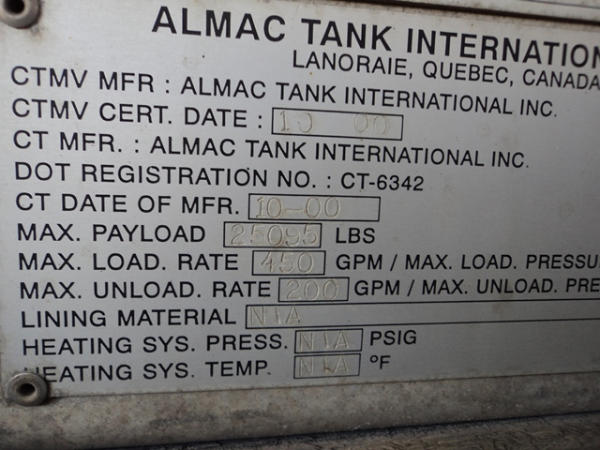 ALMAC TANK INTERNATION
LANORAIE, QUEBEC, CANADA
CTMV MFR : ALMAC TANK INTERNATIONAL INC.
CTMV CERT. DATE : 10 00
CT MFR. : ALMAC TANK INTERNATIONAL INC.
DOT REGISTRATION NO. : CT-6342
CT DATE OF MFR. 10-00
MAX. PAYLOAD 25095 LBS
MAX. LOAD. RATE 450 GPM / MAX. LOAD. PRESSU
MAX. UNLOAD. RATE 200 GPM / MAX. UNLOAD. PRE
LINING MATERIAL N/A
HEATING SYS. PRESS. N/A PSIG
HEATING SYS. TEMP. N/A °F